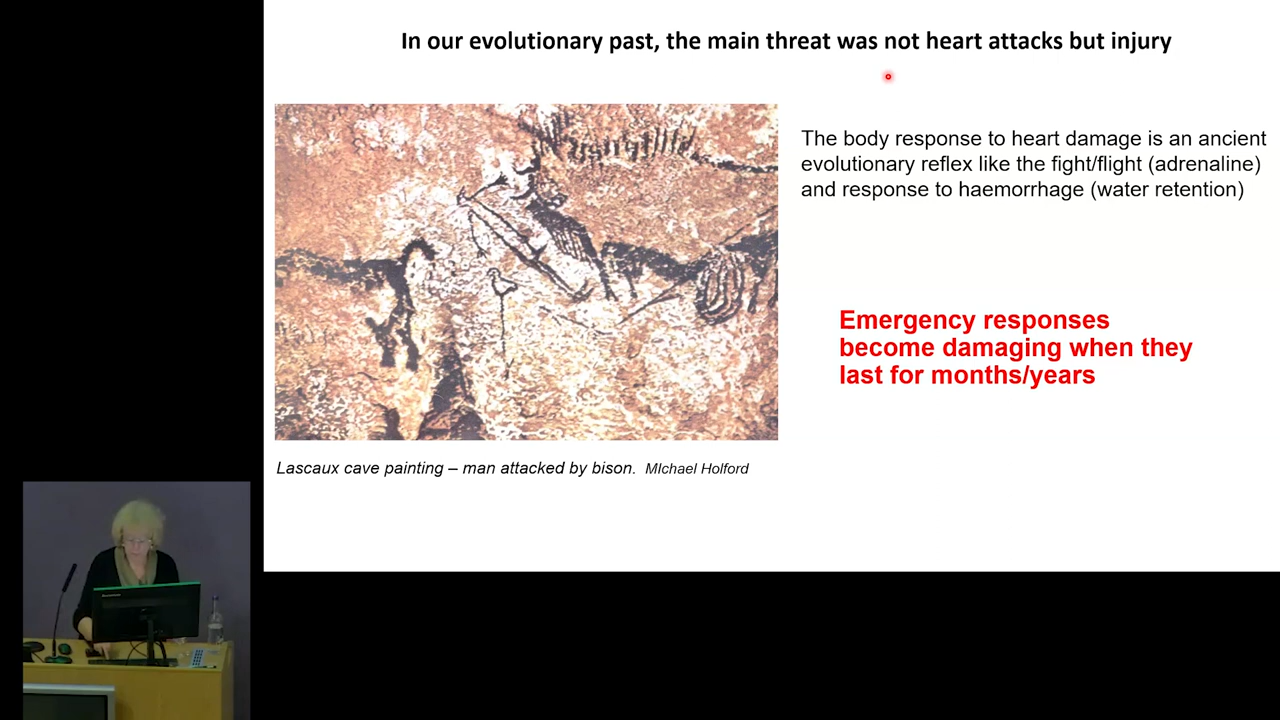 In our evolutionary past, the main threat was not heart attacks but injury
The body response to heart damage is an ancient
evolutionary reflex like the fight/flight (adrenaline)
and response to haemorrhage (water retention)
Emergency responses
become damaging when they
last for months/years
Lascaux cave painting – man attacked by bison. MIchael Holford